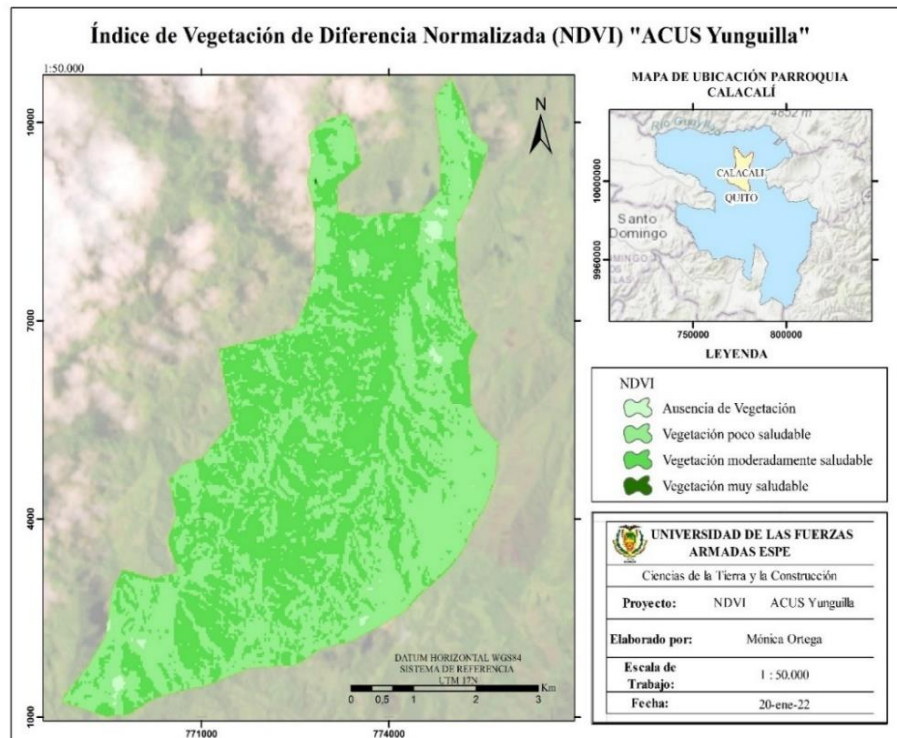 Índice de Vegetación de Diferencia Normalizada (NDVI) "ACUS Yunguilla"
1:50.000
10000
7000
4000
1000
771000
774000
N
DATUM HORIZONTAL WGS84
SISTEMA DE REFERENCIA
UTM 17N
0 0,5 1 2 3 Km
MAPA DE UBICACIÓN PARROQUIA
CALACALÍ
4852 m
CALACALI
QUITO
Santo
Domingo
10000000
9960000
750000
800000
LEYENDA
NDVI
Ausencia de Vegetación
Vegetación poco saludable
Vegetación moderadamente saludable
Vegetación muy saludable
UNIVERSIDAD DE LAS FUERZAS
ARMADAS ESPE
Ciencias de la Tierra y la Construcción
Proyecto: NDVI ACUS Yunguilla
Elaborado por: Mónica Ortega
Escala de
Trabajo: 1 : 50.000
Fecha: 20-ene-22